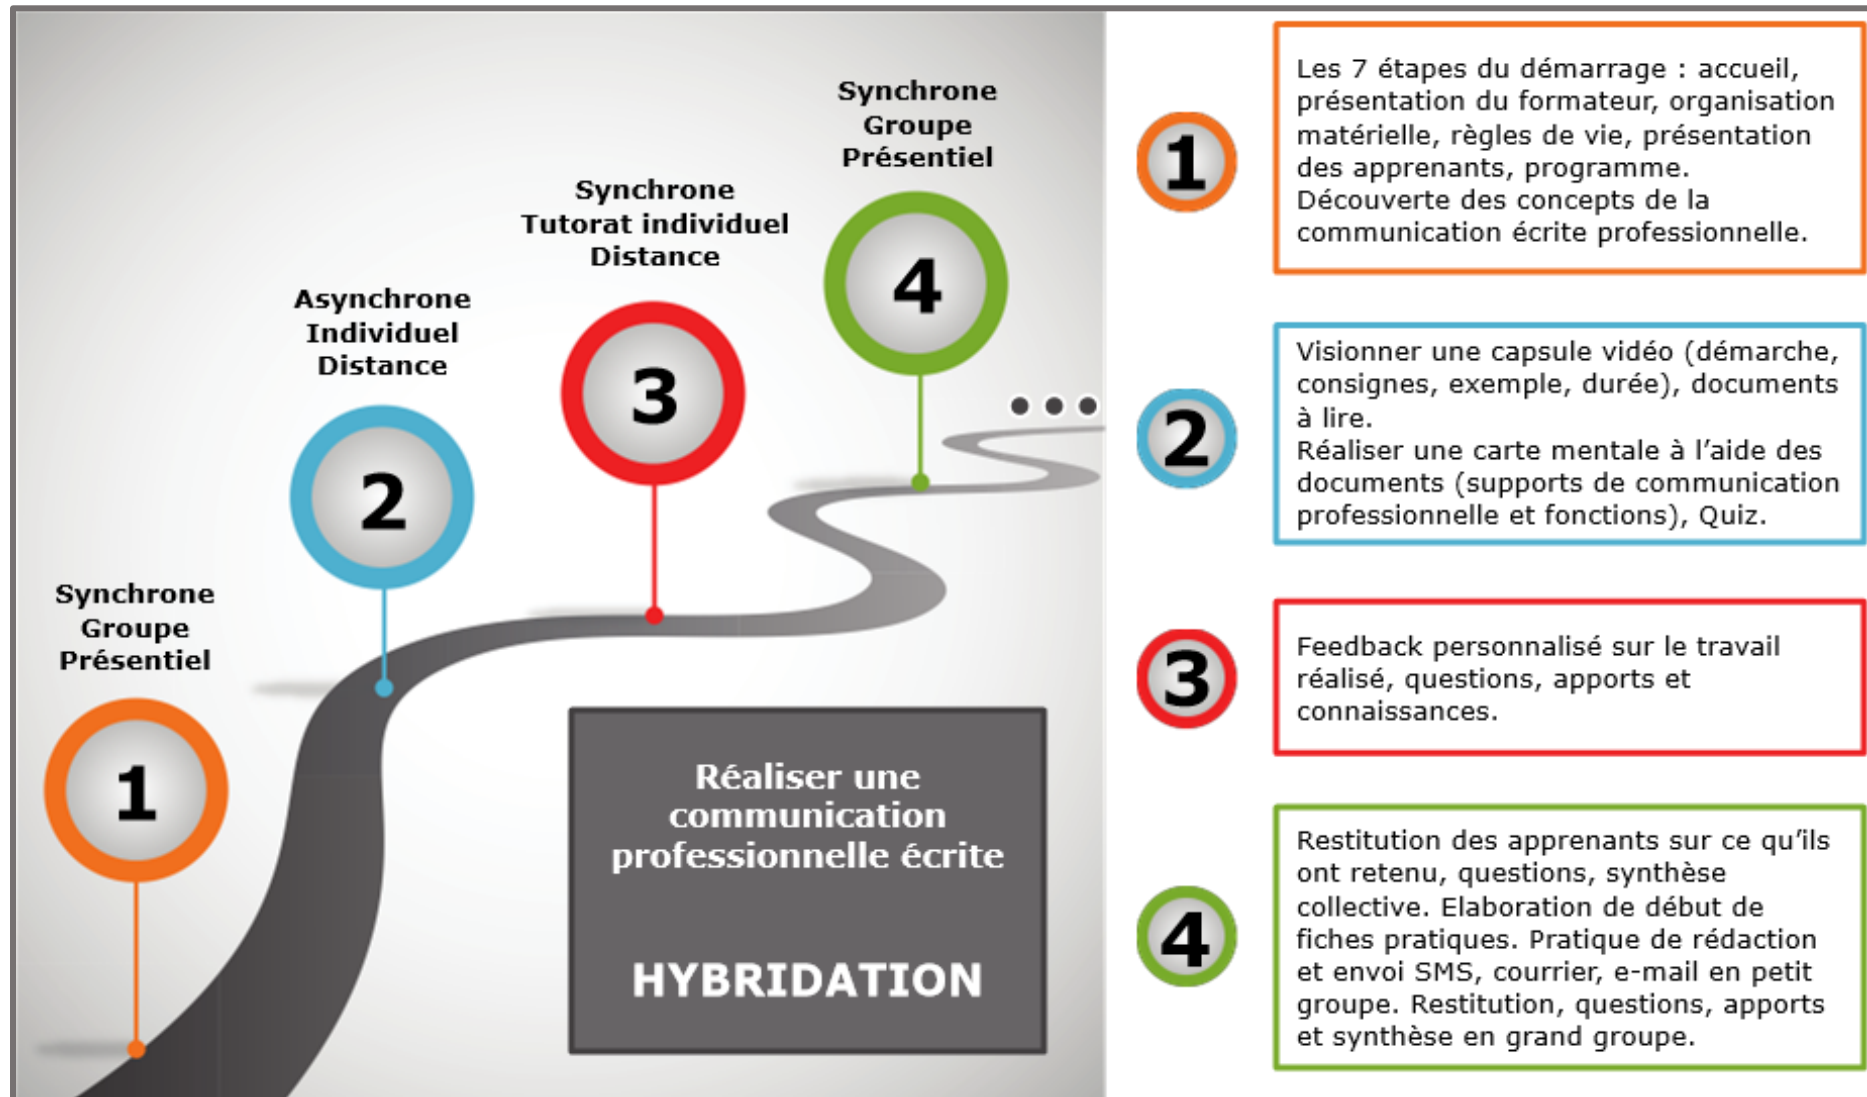 Synchrone
Groupe
Présentiel
1
Asynchrone
Individuel
Distance
2
Synchrone
Tutorat individuel
Distance
3
Synchrone
Groupe
Présentiel
4
Réaliser une
communication
professionnelle écrite
HYBRIDATION
1
Les 7 étapes du démarrage : accueil,
présentation du formateur, organisation
matérielle, règles de vie, présentation
des apprenants, programme.
Découverte des concepts de la
communication écrite professionnelle.
2
Visionner une capsule vidéo (démarche,
consignes, exemple, durée), documents
à lire.
Réaliser une carte mentale à l’aide des
documents (supports de communication
professionnelle et fonctions), Quiz.
3
Feedback personnalisé sur le travail
réalisé, questions, apports et
connaissances.
4
Restitution des apprenants sur ce qu’ils
ont retenu, questions, synthèse
collective. Elaboration de début de
fiches pratiques. Pratique de rédaction
et envoi SMS, courrier, e-mail en petit
groupe. Restitution, questions, apports
et synthèse en grand groupe.